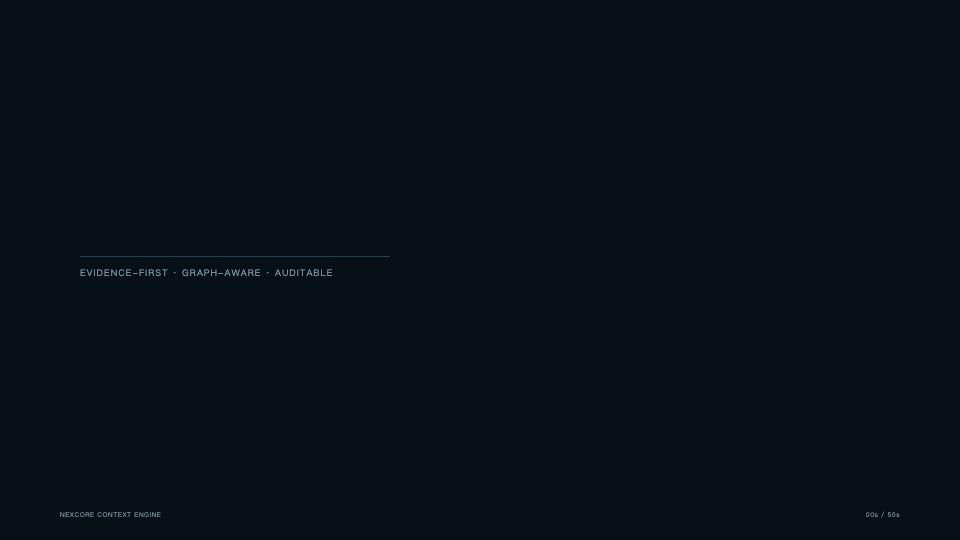 EVIDENCE–FIRST · GRAPH–AWARE · AUDITABLE
NEXCORE CONTEXT ENGINE
00s / 50s